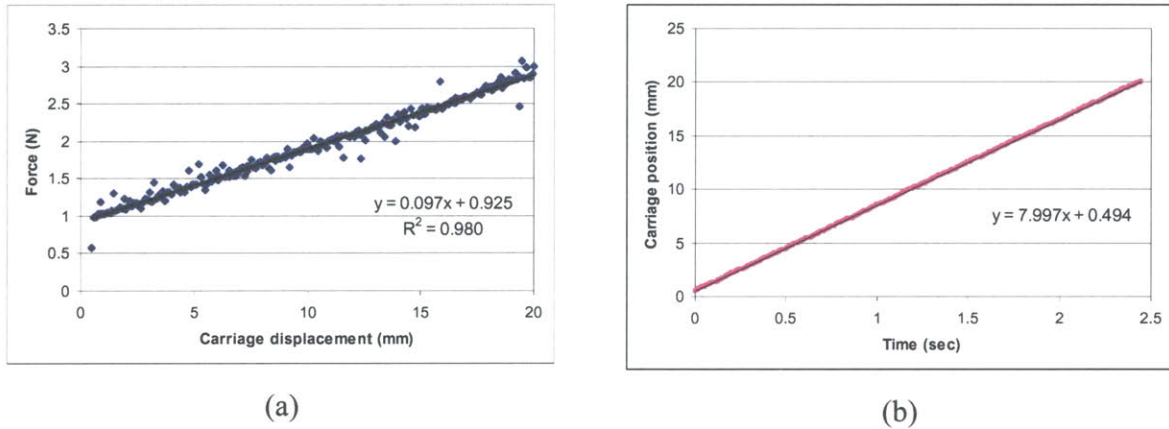 3.5
3
2.5
2
1.5
1
0.5
0
Force (N)
y = 0.097x + 0.925
R² = 0.980
0 5 10 15 20
Carriage displacement (mm)
(a)
25
20
15
10
5
0
Carriage position (mm)
y = 7.997x + 0.494
0 0.5 1 1.5 2 2.5
Time (sec)
(b)